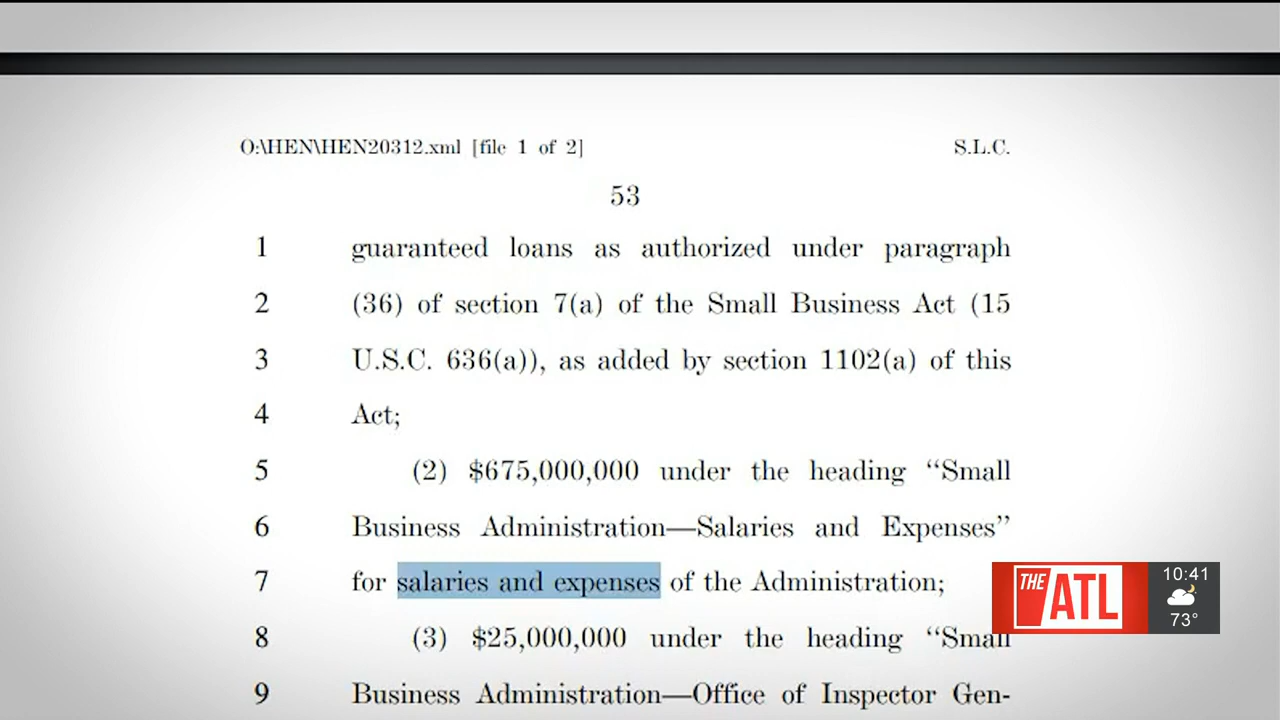 O:\HEN\HEN20312.xml [file 1 of 2] S.L.C.
53
1 guaranteed loans as authorized under paragraph
2 (36) of section 7(a) of the Small Business Act (15
3 U.S.C. 636(a)), as added by section 1102(a) of this
4 Act;
5 (2) $675,000,000 under the heading ‘‘Small
6 Business Administration—Salaries and Expenses’’
7 for salaries and expenses of the Administration;
8 (3) $25,000,000 under the heading ‘‘Small
9 Business Administration—Office of Inspector Gen-
THE ATL
10:41
73°